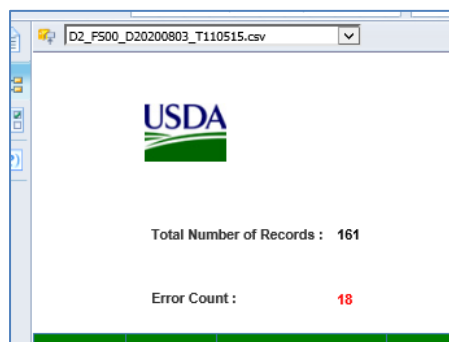 D2_FS00_D20200803_T110515.csv
USDA
Total Number of Records : 161
Error Count : 18